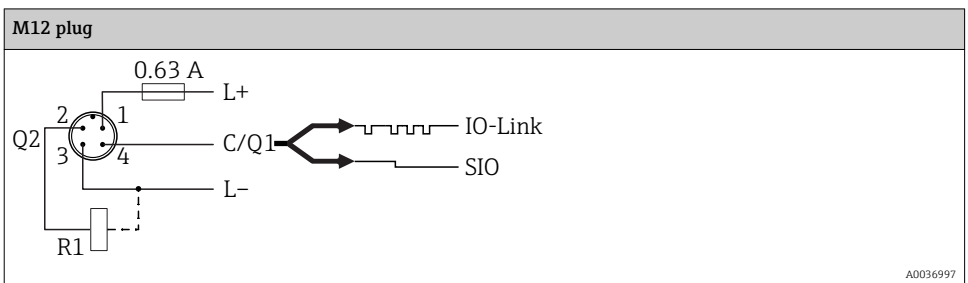 M12 plug
0.63 A
L+
2 1
Q2
C/Q1
IO-Link
3 4
SIO
L–
R1
A0036997